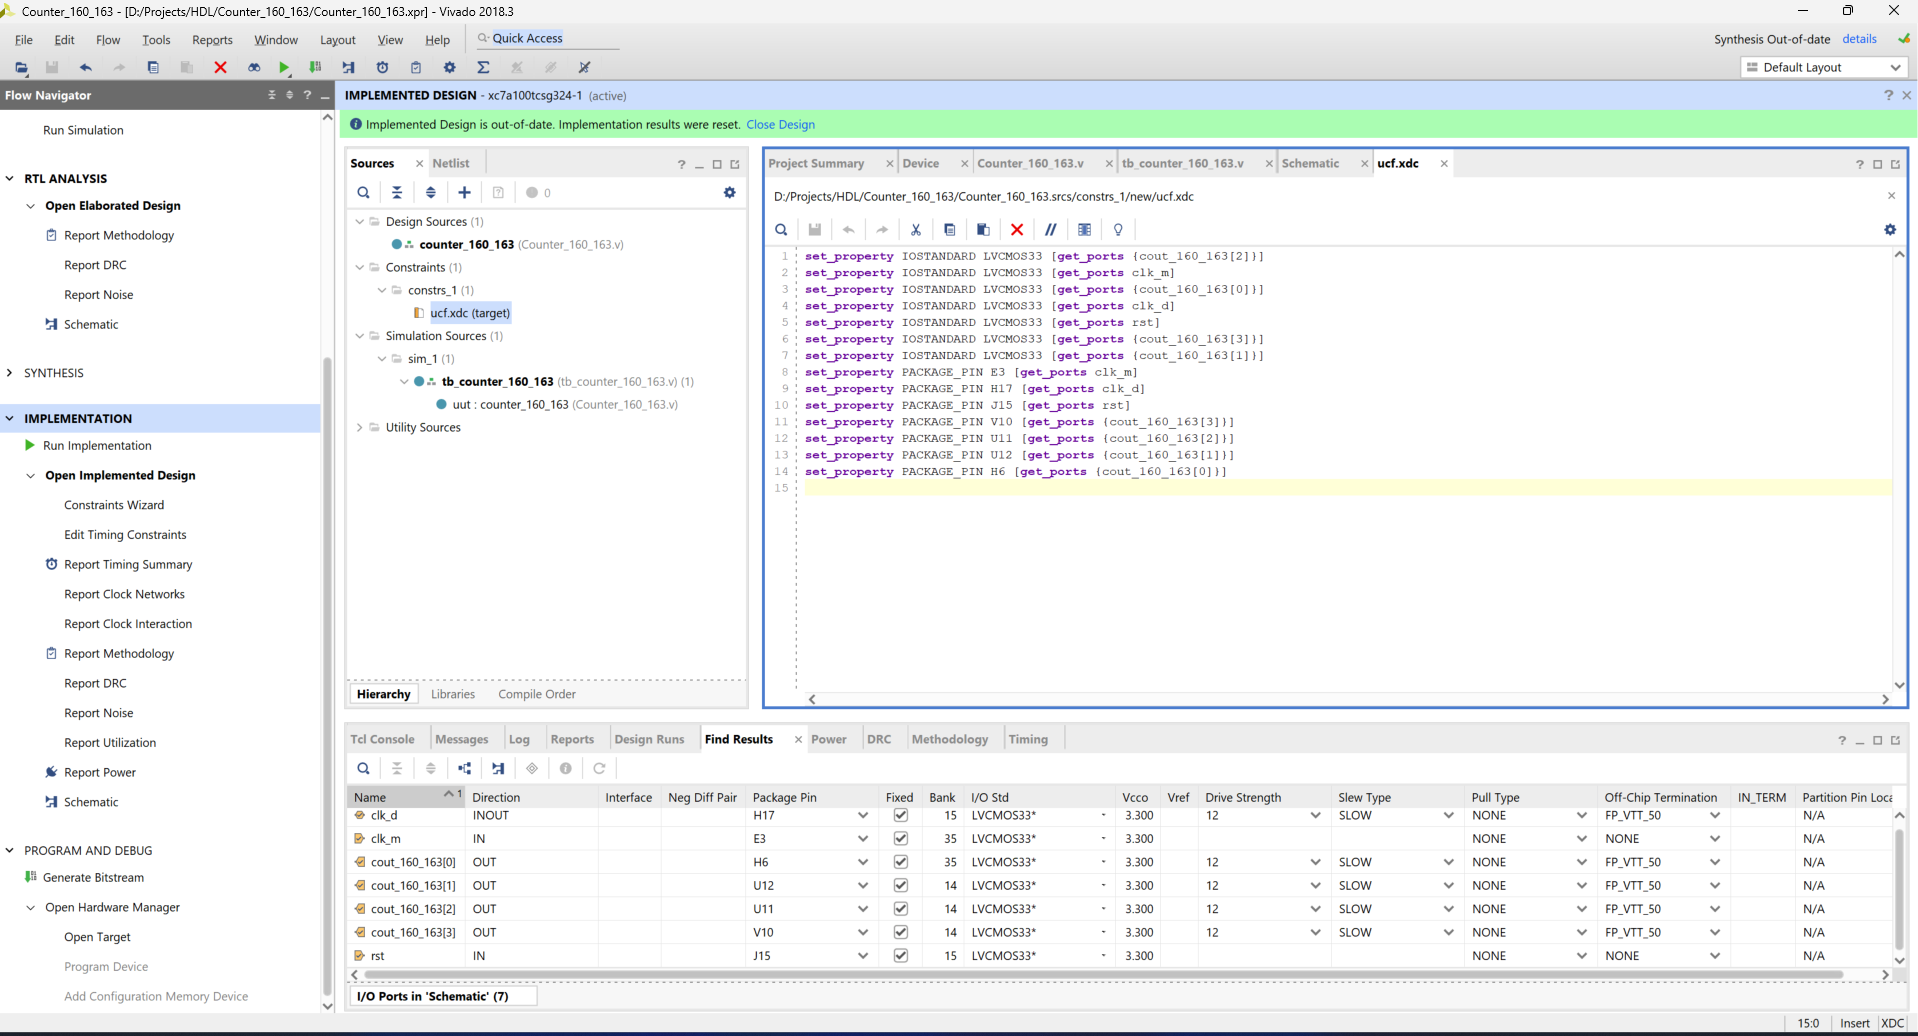 Counter_160_163 - [D:/Projects/HDL/Counter_160_163/Counter_160_163.xpr] - Vivado 2018.3
File Edit Flow Tools Reports Window Layout View Help Quick Access
Synthesis Out-of-date details
Default Layout
Flow Navigator
Run Simulation
RTL ANALYSIS
Open Elaborated Design
Report Methodology
Report DRC
Report Noise
Schematic
SYNTHESIS
IMPLEMENTATION
Run Implementation
Open Implemented Design
Constraints Wizard
Edit Timing Constraints
Report Timing Summary
Report Clock Networks
Report Clock Interaction
Report Methodology
Report DRC
Report Noise
Report Utilization
Report Power
Schematic
PROGRAM AND DEBUG
Generate Bitstream
Open Hardware Manager
Open Target
Program Device
Add Configuration Memory Device
IMPLEMENTED DESIGN - xc7a100tcsg324-1 (active)
Implemented Design is out-of-date. Implementation results were reset. Close Design
Sources Netlist
0
Design Sources (1)
counter_160_163 (Counter_160_163.v)
Constraints (1)
constrs_1 (1)
ucf.xdc (target)
Simulation Sources (1)
sim_1 (1)
tb_counter_160_163 (tb_counter_160_163.v) (1)
uut : counter_160_163 (Counter_160_163.v)
Utility Sources
Hierarchy Libraries Compile Order
Project Summary Device Counter_160_163.v tb_counter_160_163.v Schematic ucf.xdc
D:/Projects/HDL/Counter_160_163/Counter_160_163.srcs/constrs_1/new/ucf.xdc
1 set_property IOSTANDARD LVCMOS33 [get_ports {cout_160_163[2]}]
2 set_property IOSTANDARD LVCMOS33 [get_ports clk_m]
3 set_property IOSTANDARD LVCMOS33 [get_ports {cout_160_163[0]}]
4 set_property IOSTANDARD LVCMOS33 [get_ports clk_d]
5 set_property IOSTANDARD LVCMOS33 [get_ports rst]
6 set_property IOSTANDARD LVCMOS33 [get_ports {cout_160_163[3]}]
7 set_property IOSTANDARD LVCMOS33 [get_ports {cout_160_163[1]}]
8 set_property PACKAGE_PIN E3 [get_ports clk_m]
9 set_property PACKAGE_PIN H17 [get_ports clk_d]
10 set_property PACKAGE_PIN J15 [get_ports rst]
11 set_property PACKAGE_PIN V10 [get_ports {cout_160_163[3]}]
12 set_property PACKAGE_PIN U11 [get_ports {cout_160_163[2]}]
13 set_property PACKAGE_PIN U12 [get_ports {cout_160_163[1]}]
14 set_property PACKAGE_PIN H6 [get_ports {cout_160_163[0]}]
15
Tcl Console Messages Log Reports Design Runs Find Results Power DRC Methodology Timing
Name 1 Direction Interface Neg Diff Pair Package Pin Fixed Bank I/O Std Vcco Vref Drive Strength Slew Type Pull Type Off-Chip Termination IN_TERM Partition Pin Loca
clk_d INOUT H17 15 LVCMOS33* 3.300 12 SLOW NONE FP_VTT_50 N/A
clk_m IN E3 35 LVCMOS33* 3.300 NONE NONE N/A
cout_160_163[0] OUT H6 35 LVCMOS33* 3.300 12 SLOW NONE FP_VTT_50 N/A
cout_160_163[1] OUT U12 14 LVCMOS33* 3.300 12 SLOW NONE FP_VTT_50 N/A
cout_160_163[2] OUT U11 14 LVCMOS33* 3.300 12 SLOW NONE FP_VTT_50 N/A
cout_160_163[3] OUT V10 14 LVCMOS33* 3.300 12 SLOW NONE FP_VTT_50 N/A
rst IN J15 15 LVCMOS33* 3.300 NONE NONE N/A
I/O Ports in 'Schematic' (7)
15:0 Insert XDC